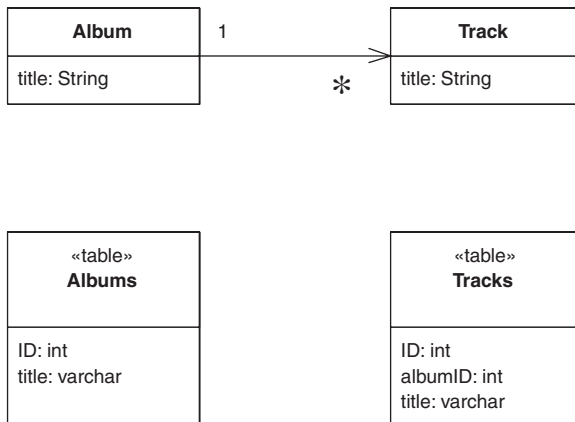 Album
1
Track
title: String
*
title: String
«table»
Albums
«table»
Tracks
ID: int
title: varchar
ID: int
albumID: int
title: varchar